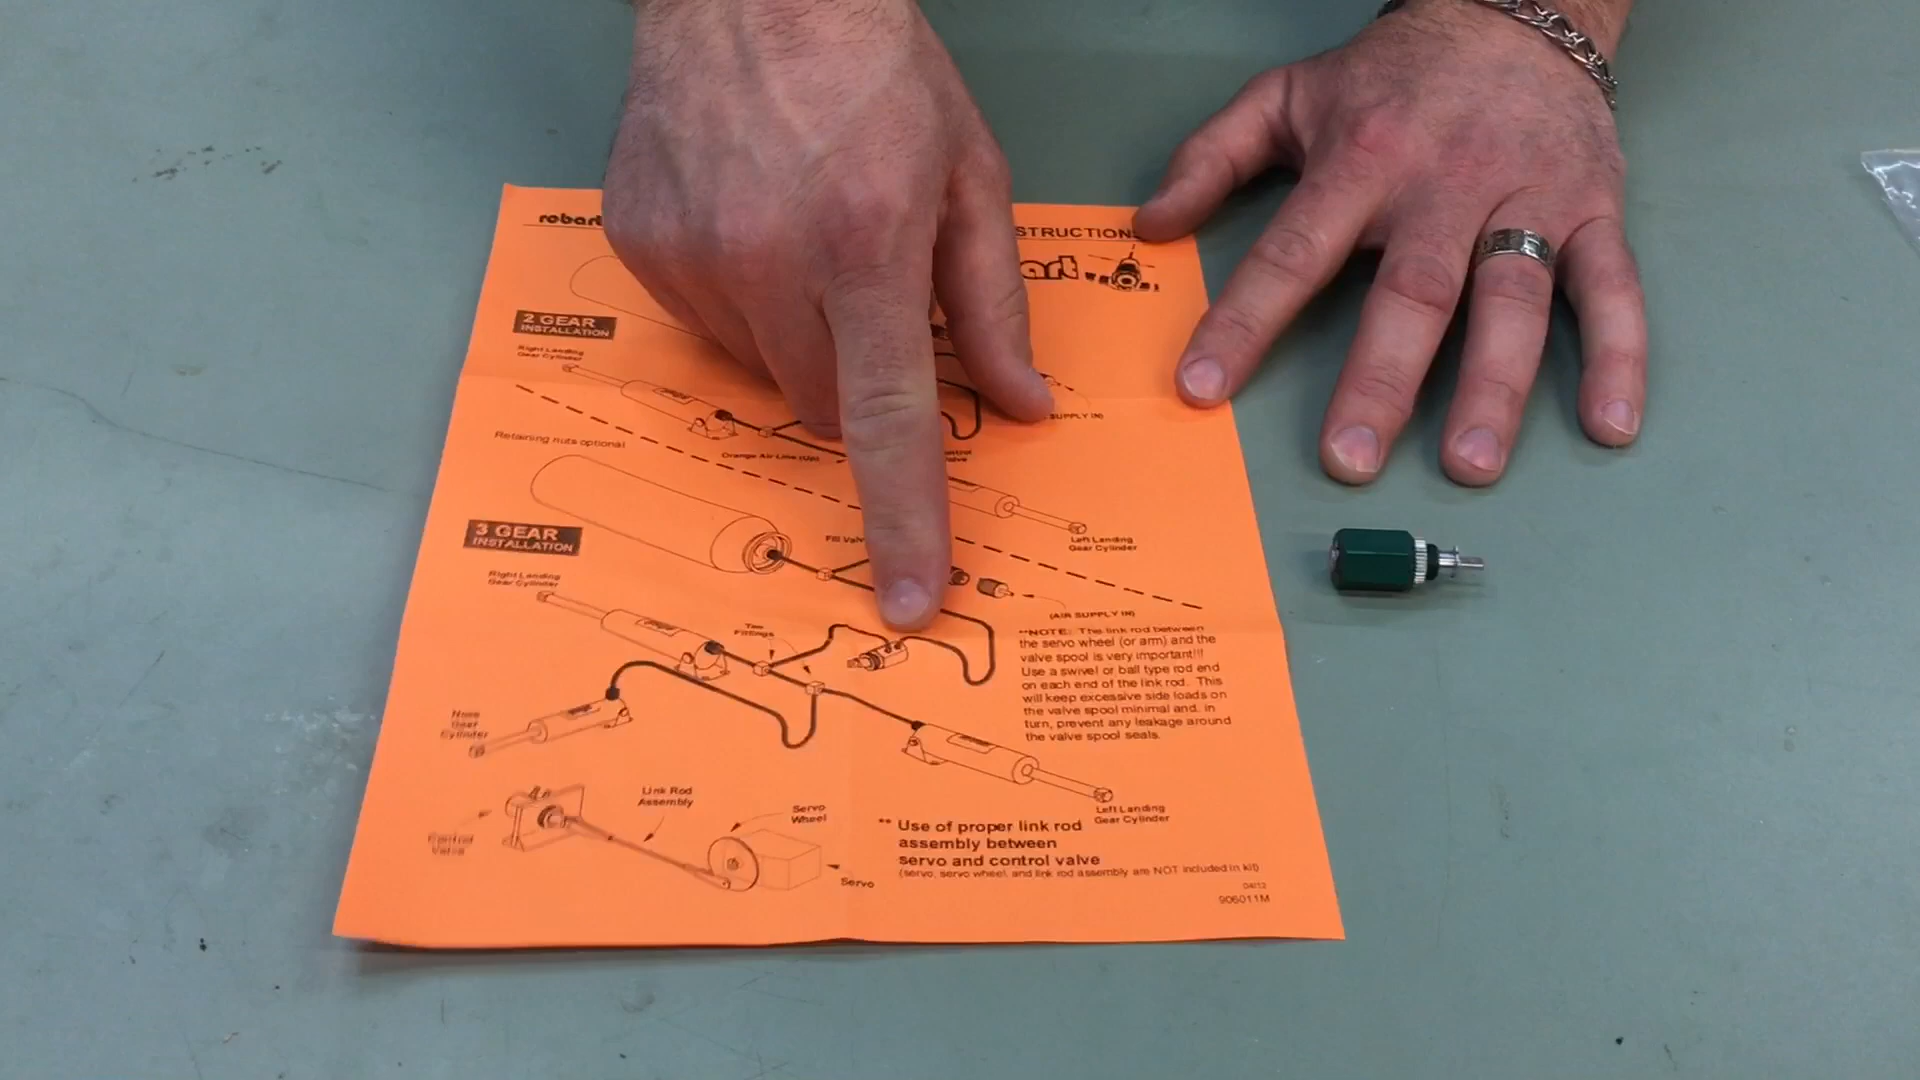 robart
STRUCTIONS
art
2 GEAR
INSTALLATION
Right Landing
Gear Cylinder
SUPPLY IN)
Retaining nuts optional
Orange Air Line (Up)
Left Landing
Gear Cylinder
3 GEAR
INSTALLATION
Right Landing
Gear Cylinder
Fill Valv
(AIR SUPPLY IN)
Tee
Fittings
**NOTE: The link rod between
the servo wheel (or arm) and the
valve spool is very important!!!
Use a swivel or ball type rod end
on each end of the link rod. This
will keep excessive side loads on
the valve spool minimal and, in
turn, prevent any leakage around
the valve spool seals.
Nose
Gear
Cylinder
Left Landing
Gear Cylinder
Link Rod
Assembly
Servo
Wheel
Control
Valve
Servo
** Use of proper link rod
assembly between
servo and control valve
(servo, servo wheel, and link rod assembly are NOT included in kit)
04/12
906011M